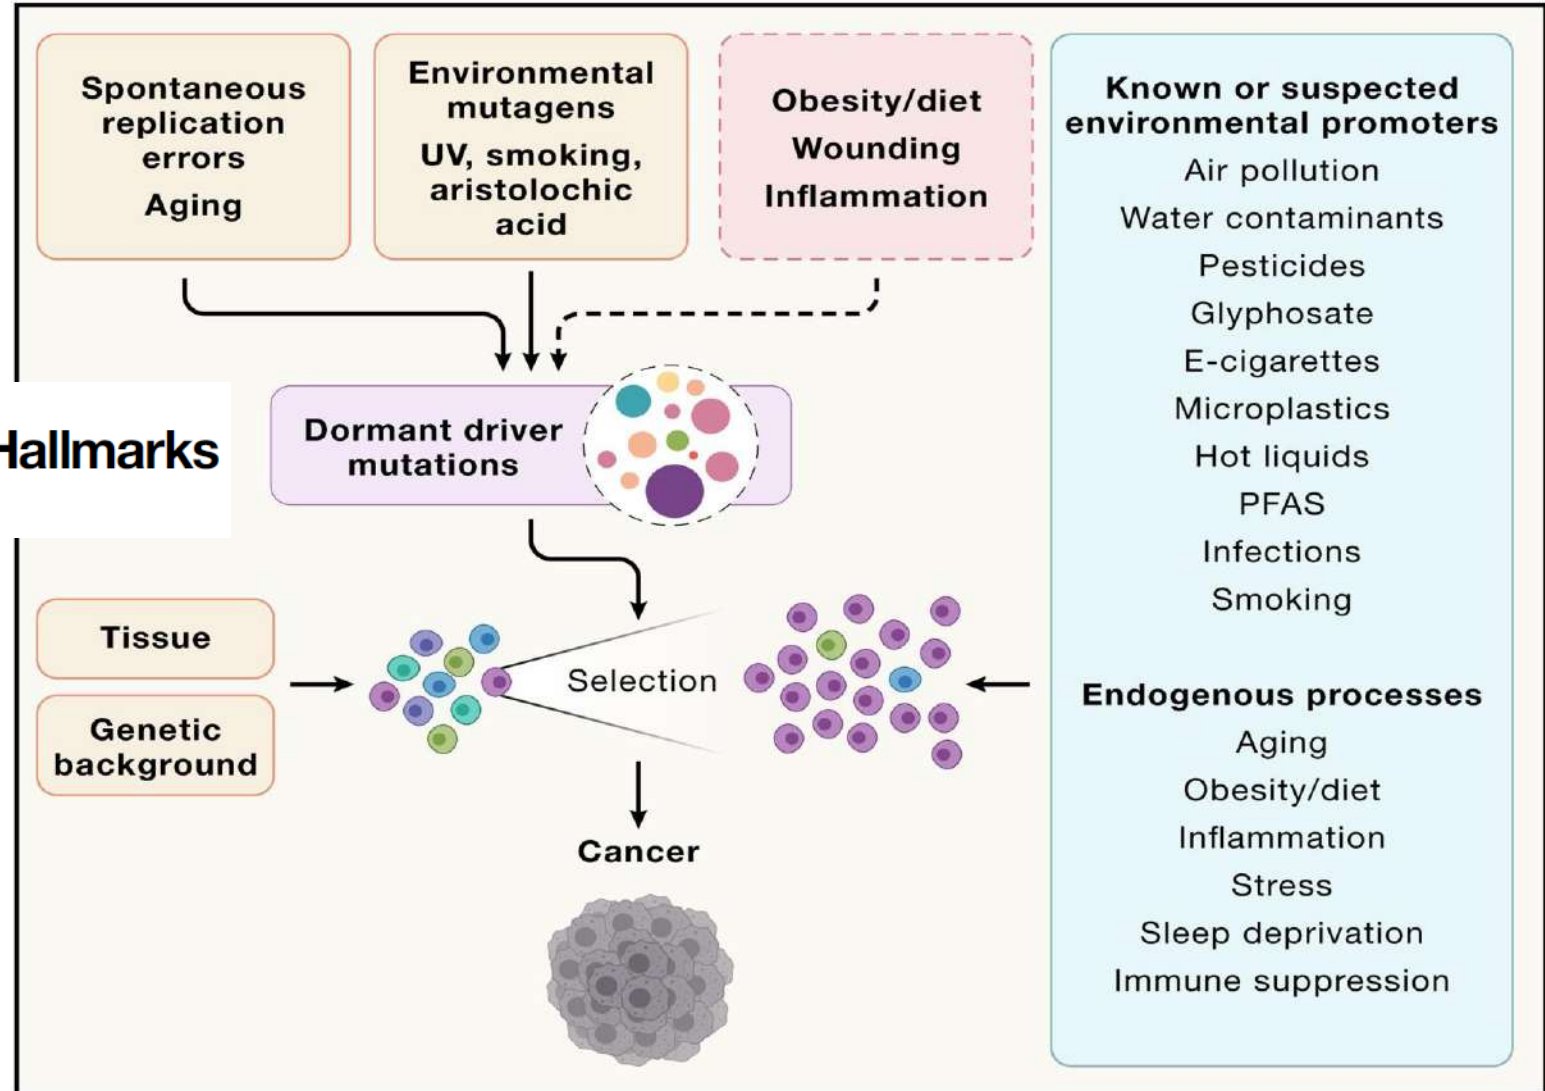 Spontaneous
replication
errors
Aging
Environmental
mutagens
UV, smoking,
aristolochic
acid
Obesity/diet
Wounding
Inflammation
Known or suspected
environmental promoters
Air pollution
Water contaminants
Pesticides
Glyphosate
E-cigarettes
Microplastics
Hot liquids
PFAS
Infections
Smoking
Endogenous processes
Aging
Obesity/diet
Inflammation
Stress
Sleep deprivation
Immune suppression
Hallmarks
Dormant driver
mutations
Tissue
Genetic
background
Selection
Cancer